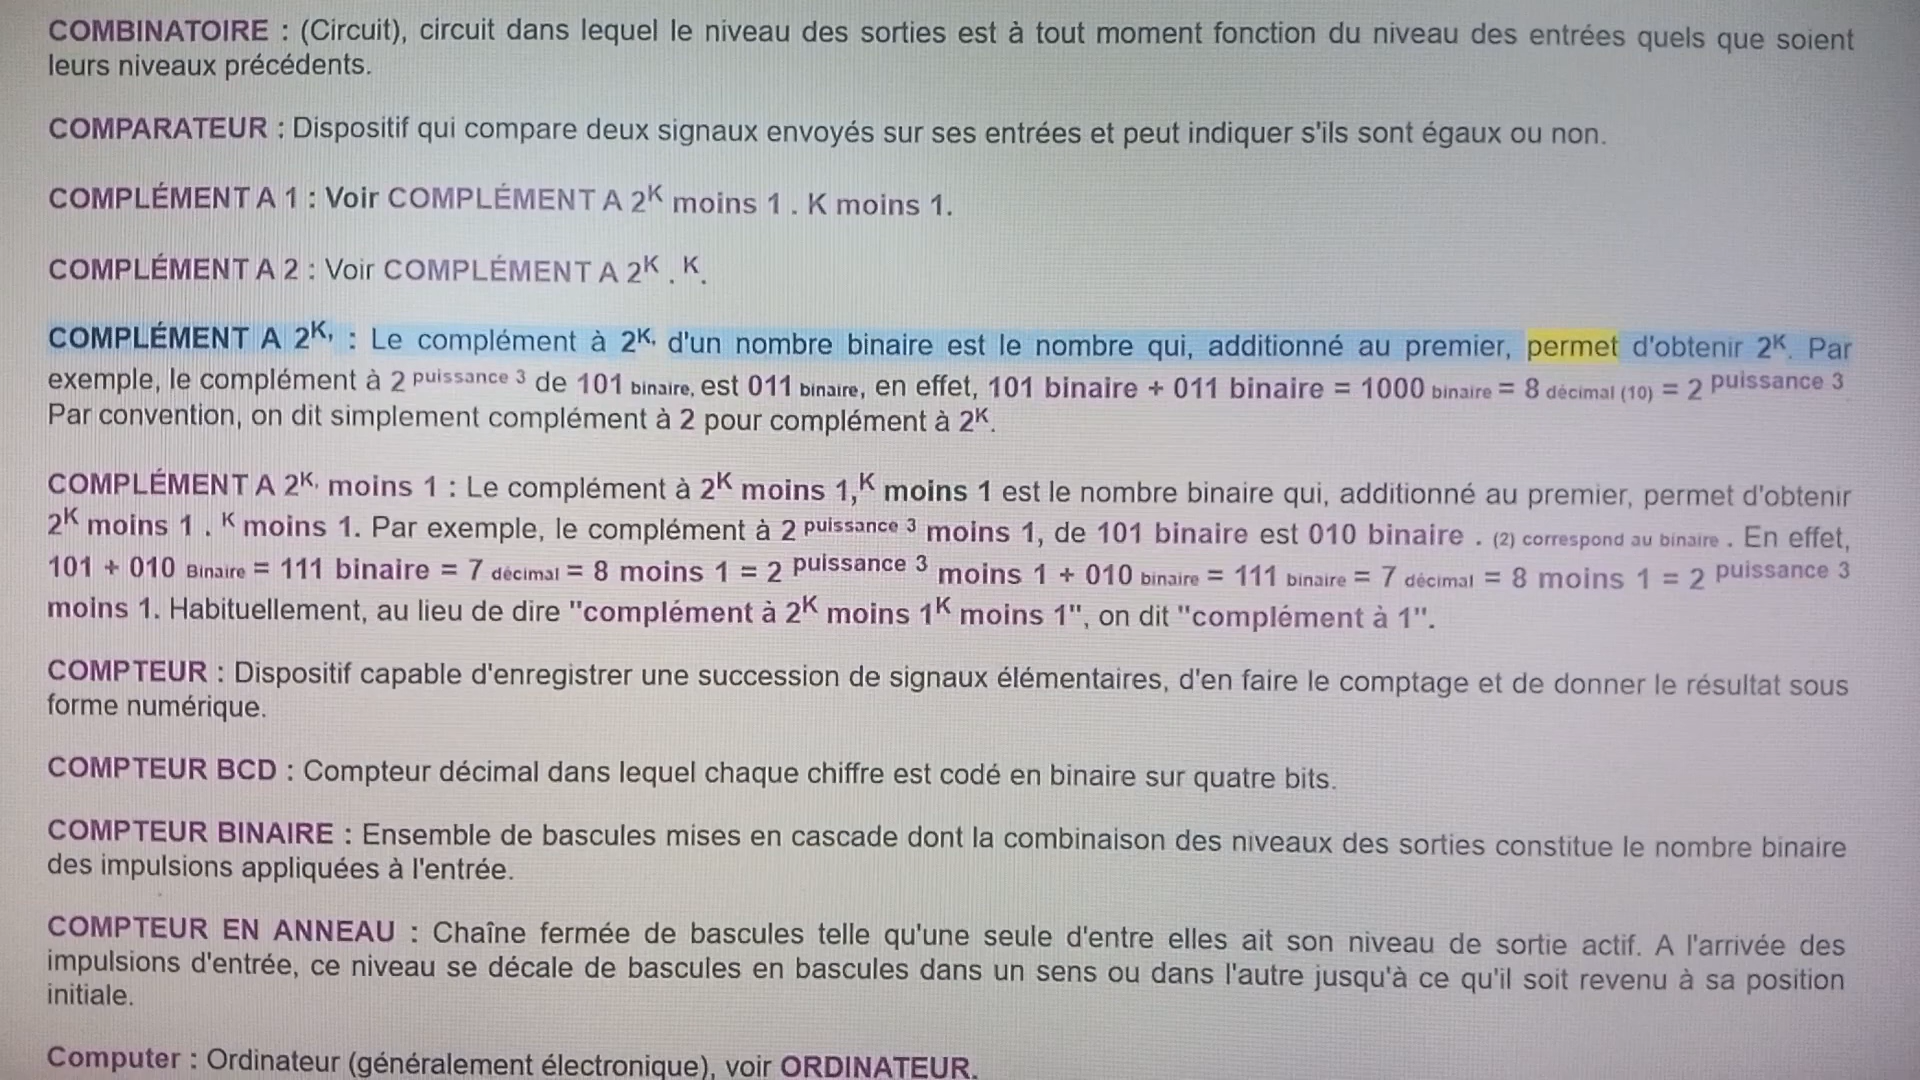 COMBINATOIRE : (Circuit), circuit dans lequel le niveau des sorties est à tout moment fonction du niveau des entrées quels que soient
leurs niveaux précédents.
COMPARATEUR : Dispositif qui compare deux signaux envoyés sur ses entrées et peut indiquer s'ils sont égaux ou non.
COMPLÉMENT A 1 : Voir COMPLÉMENT A 2K moins 1 . K moins 1.
COMPLÉMENT A 2 : Voir COMPLÉMENT A 2K . K.
COMPLÉMENT A 2K, : Le complément à 2K, d'un nombre binaire est le nombre qui, additionné au premier, permet d'obtenir 2K. Par
exemple, le complément à 2 puissance 3 de 101 binaire, est 011 binaire, en effet, 101 binaire + 011 binaire = 1000 binaire = 8 décimal (10) = 2 puissance 3
Par convention, on dit simplement complément à 2 pour complément à 2K.
COMPLÉMENT A 2K, moins 1 : Le complément à 2K moins 1,K moins 1 est le nombre binaire qui, additionné au premier, permet d'obtenir
2K moins 1 . K moins 1. Par exemple, le complément à 2 puissance 3 moins 1, de 101 binaire est 010 binaire . (2) correspond au binaire . En effet,
101 + 010 Binaire = 111 binaire = 7 décimal = 8 moins 1 = 2 puissance 3 moins 1 + 010 binaire = 111 binaire = 7 décimal = 8 moins 1 = 2 puissance 3
moins 1. Habituellement, au lieu de dire "complément à 2K moins 1K moins 1", on dit "complément à 1".
COMPTEUR : Dispositif capable d'enregistrer une succession de signaux élémentaires, d'en faire le comptage et de donner le résultat sous
forme numérique.
COMPTEUR BCD : Compteur décimal dans lequel chaque chiffre est codé en binaire sur quatre bits.
COMPTEUR BINAIRE : Ensemble de bascules mises en cascade dont la combinaison des niveaux des sorties constitue le nombre binaire
des impulsions appliquées à l'entrée.
COMPTEUR EN ANNEAU : Chaîne fermée de bascules telle qu'une seule d'entre elles ait son niveau de sortie actif. A l'arrivée des
impulsions d'entrée, ce niveau se décale de bascules en bascules dans un sens ou dans l'autre jusqu'à ce qu'il soit revenu à sa position
initiale.
Computer : Ordinateur (généralement électronique), voir ORDINATEUR.